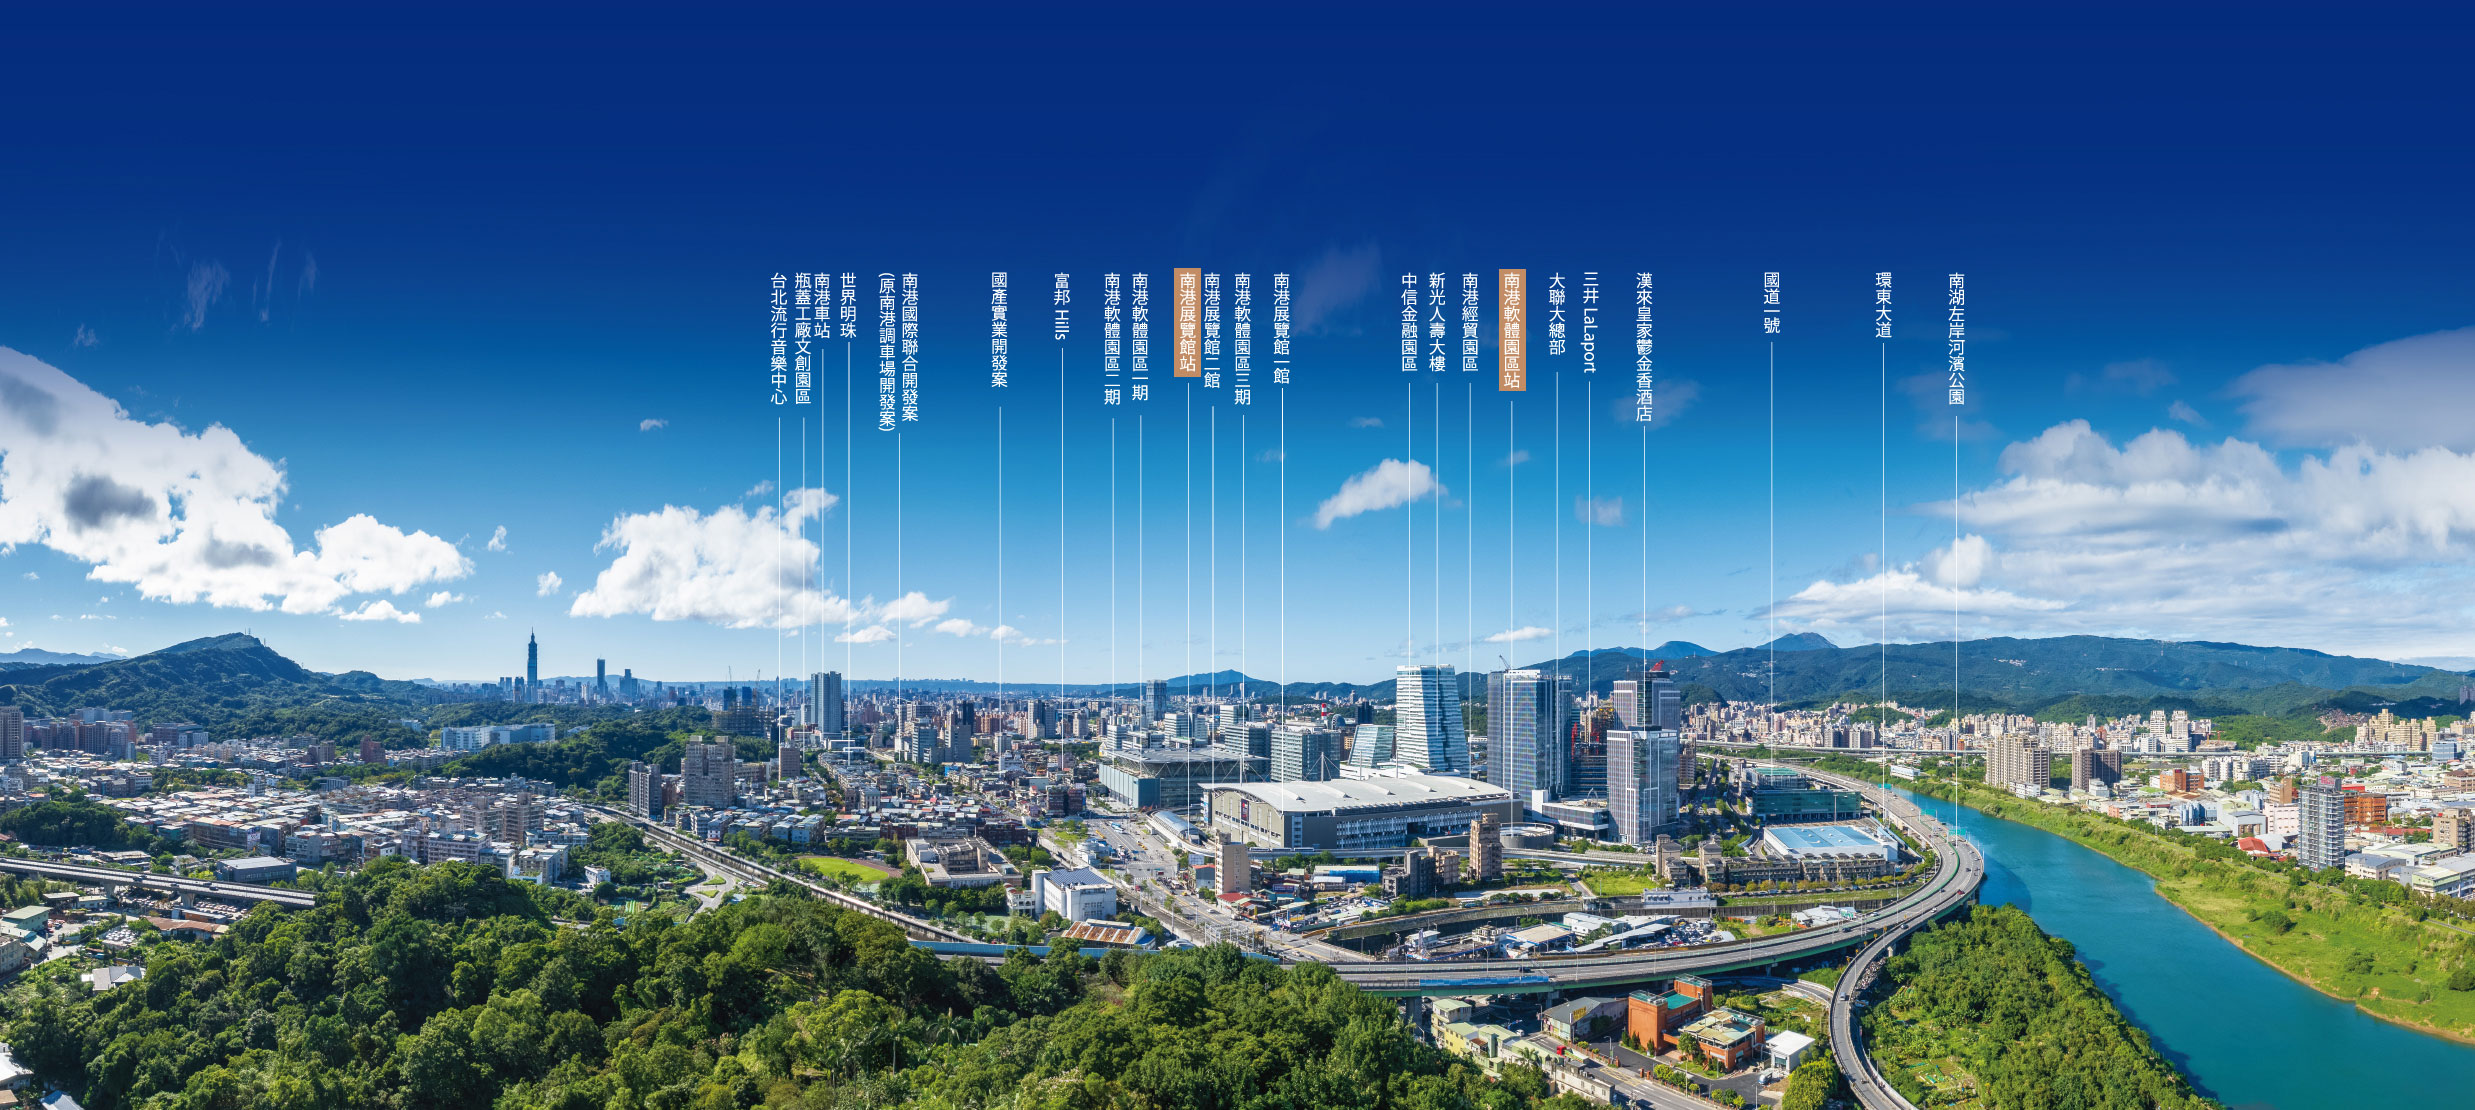 台北流行音樂中心
瓶蓋工廠文創園區
南港車站
世界明珠
南港國際聯合開發案
(原南港調車場開發案)
國產實業開發案
富邦 Hills
南港軟體園區二期
南港軟體園區一期
南港展覽館站
南港展覽館二館
南港軟體園區三期
南港展覽館一館
中信金融園區
新光人壽大樓
南港經貿園區
南港軟體園區站
大聯大總部
三井 LaLaport
漢來皇家鬱金香酒店
國道一號
環東大道
南湖左岸河濱公園